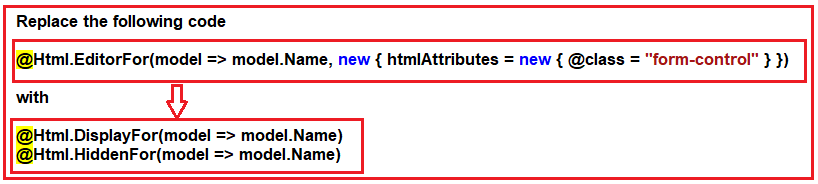 Replace the following code
@Html.EditorFor(model => model.Name, new { htmlAttributes = new { @class = "form-control" } })
with
@Html.DisplayFor(model => model.Name)
@Html.HiddenFor(model => model.Name)